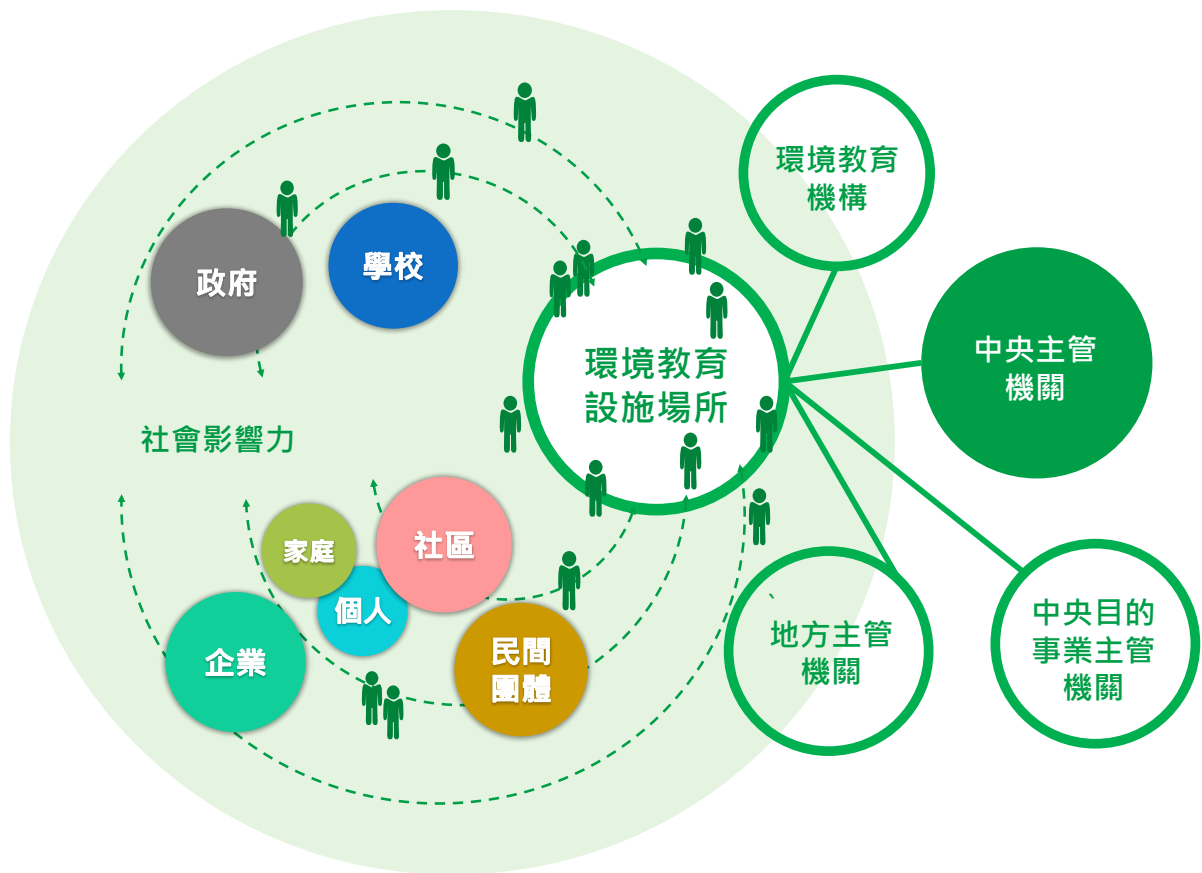 環境教育
機構
政府
學校
環境教育
設施場所
中央主管
機關
社會影響力
家庭
社區
個人
企業
民間
團體
地方主管
機關
中央目的
事業主管
機關